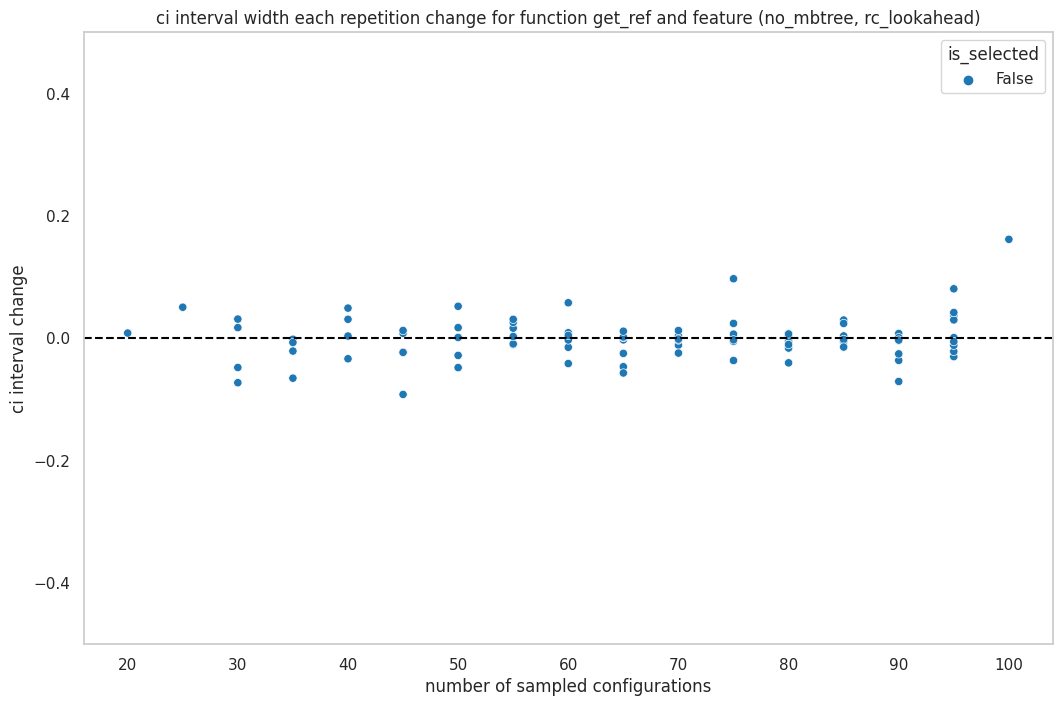 ci interval width each repetition change for function get_ref and feature (no_mbtree, rc_lookahead)
is_selected
False
ci interval change
0.4
0.2
0.0
−0.2
−0.4
20 30 40 50 60 70 80 90 100
number of sampled configurations